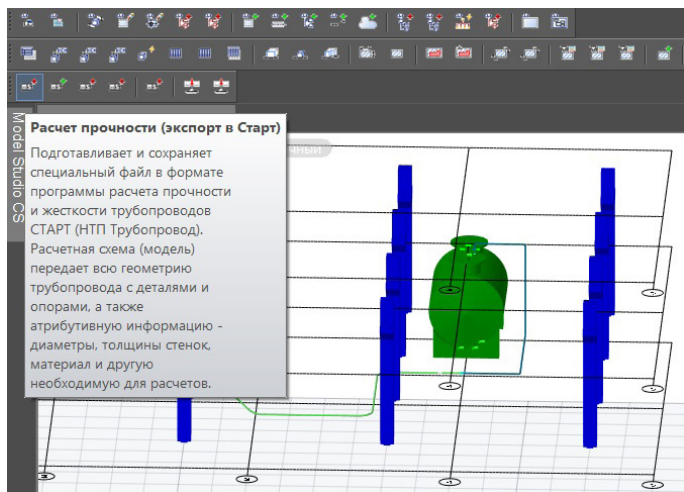 Расчет прочности (экспорт в Старт)
Подготавливает и сохраняет
специальный файл в формате
программы расчета прочности
и жесткости трубопроводов
СТАРТ (НТП Трубопровод).
Расчетная схема (модель)
передает всю геометрию
трубопровода с деталями и
опорами, а также
атрибутивную информацию -
диаметры, толщины стенок,
материал и другую
необходимую для расчетов.
Model Studio CS